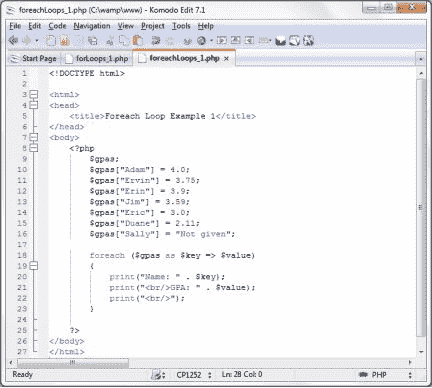 foreachLoops_1.php (C:\wamp\www) - Komodo Edit 7.1
File Edit Code Navigation View Project Tools Help
Start Page forLoops_1.php foreachLoops_1.php
1 <!DOCTYPE html>
2
3 <html>
4 <head>
5 <title>Foreach Loop Example 1</title>
6 </head>
7 <body>
8 <?php
9 $gpas;
10 $gpas["Adam"] = 4.0;
11 $gpas["Ervin"] = 3.75;
12 $gpas["Erin"] = 3.9;
13 $gpas["Jim"] = 3.59;
14 $gpas["Eric"] = 3.0;
15 $gpas["Duane"] = 2.11;
16 $gpas["Sally"] = "Not given";
17
18 foreach ($gpas as $key => $value)
19 {
20 print("Name: " . $key);
21 print("<br/>GPA: " . $value);
22 print("<br/>");
23 }
24
25 ?>
26 </body>
27 </html>
Ready CP1252 Ln: 28 Col: 0 PHP